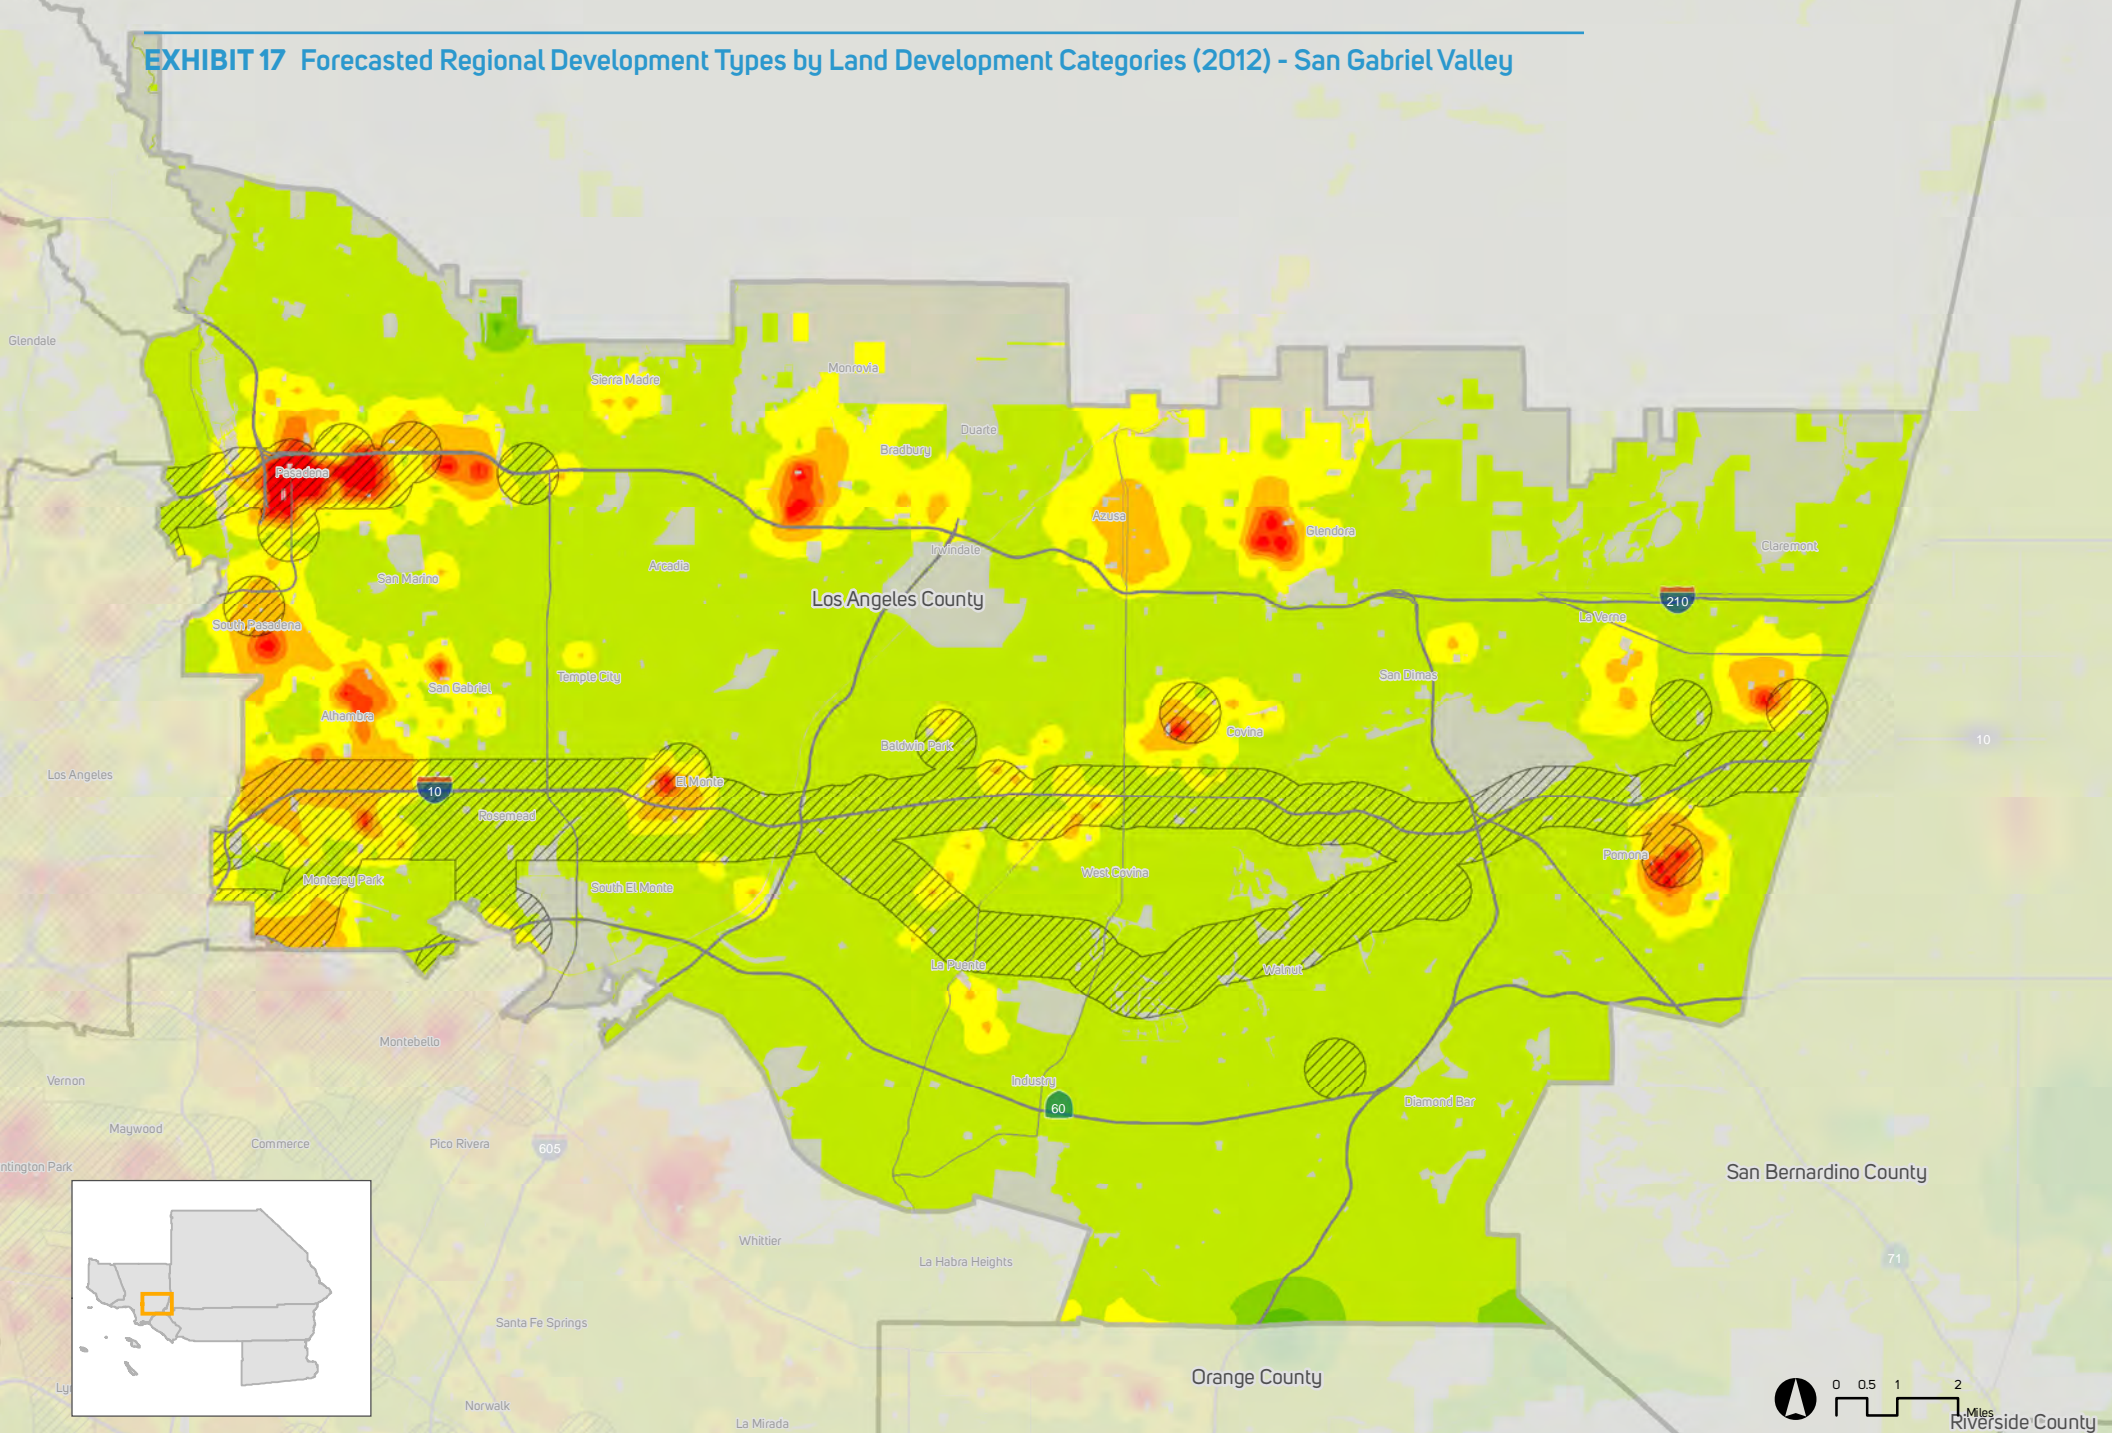 EXHIBIT 17 Forecasted Regional Development Types by Land Development Categories (2012) - San Gabriel Valley
Glendale
Sierra Madre
Monrovia
Duarte
Bradbury
Pasadena
Azusa
Glendora
Irwindale
Claremont
Arcadia
San Marino
Los Angeles County
210
La Verne
South Pasadena
Temple City
San Dimas
San Gabriel
Alhambra
Covina
10
Baldwin Park
Los Angeles
El Monte
10
Rosemead
Pomona
West Covina
Monterey Park
South El Monte
La Puente
Walnut
Montebello
Vernon
Industry
Diamond Bar
60
Maywood
Commerce
Pico Rivera
605
ntington Park
San Bernardino County
Whittier
La Habra Heights
71
Santa Fe Springs
Orange County
Ly
Norwalk
La Mirada
0 0.5 1 2
Miles
Riverside County